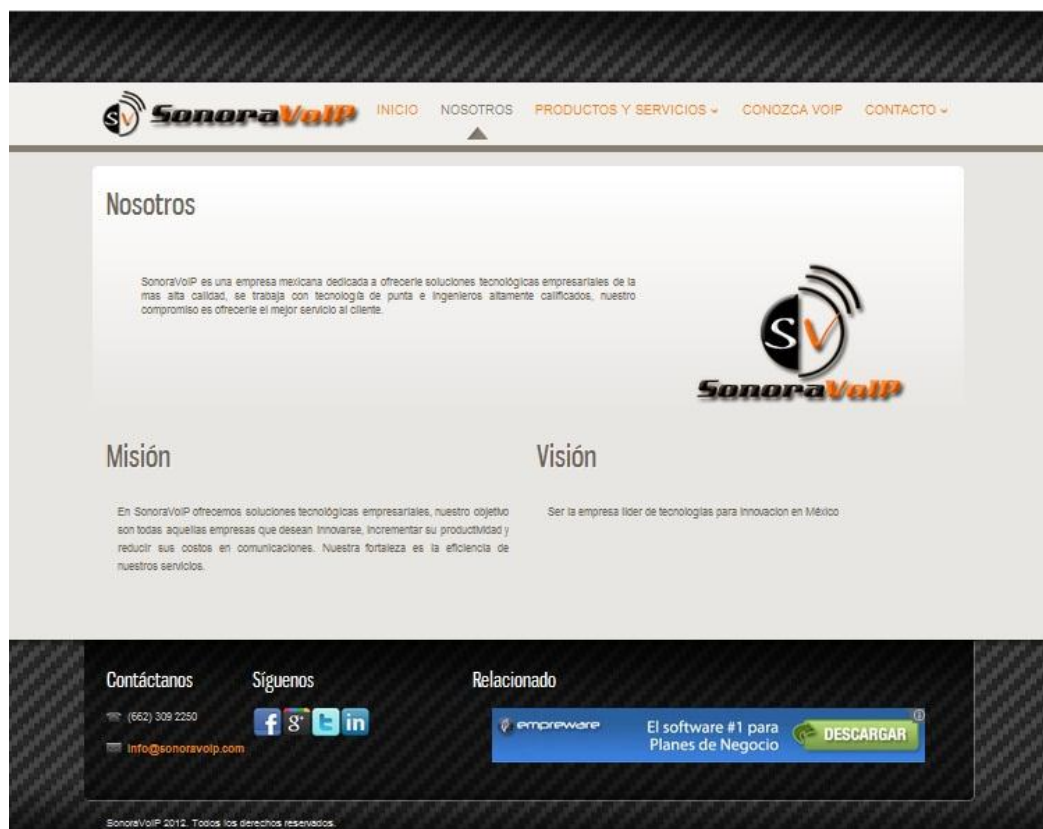 SV SonoraVoIP INICIO NOSOTROS PRODUCTOS Y SERVICIOS CONOZCA VOIP CONTACTO
Nosotros
SonoraVoIP es una empresa mexicana dedicada a ofrecerle soluciones tecnológicas empresariales de la
mas alta calidad, se trabaja con tecnología de punta e ingenieros altamente calificados, nuestro
compromiso es ofrecerle el mejor servicio al cliente.
SV
SonoraVoIP
Misión
En SonoraVoIP ofrecemos soluciones tecnológicas empresariales, nuestro objetivo
son todas aquellas empresas que desean innovarse, incrementar su productividad y
reducir sus costos en comunicaciones. Nuestra fortaleza es la eficiencia de
nuestros servicios.
Visión
Ser la empresa lider de tecnologías para innovacion en México
Contáctanos
(662) 309 2250
info@sonoravoip.com
Síguenos
f g+ t in
Relacionado
empreware
El software #1 para
Planes de Negocio
DESCARGAR
SonoraVoIP 2012. Todos los derechos reservados.